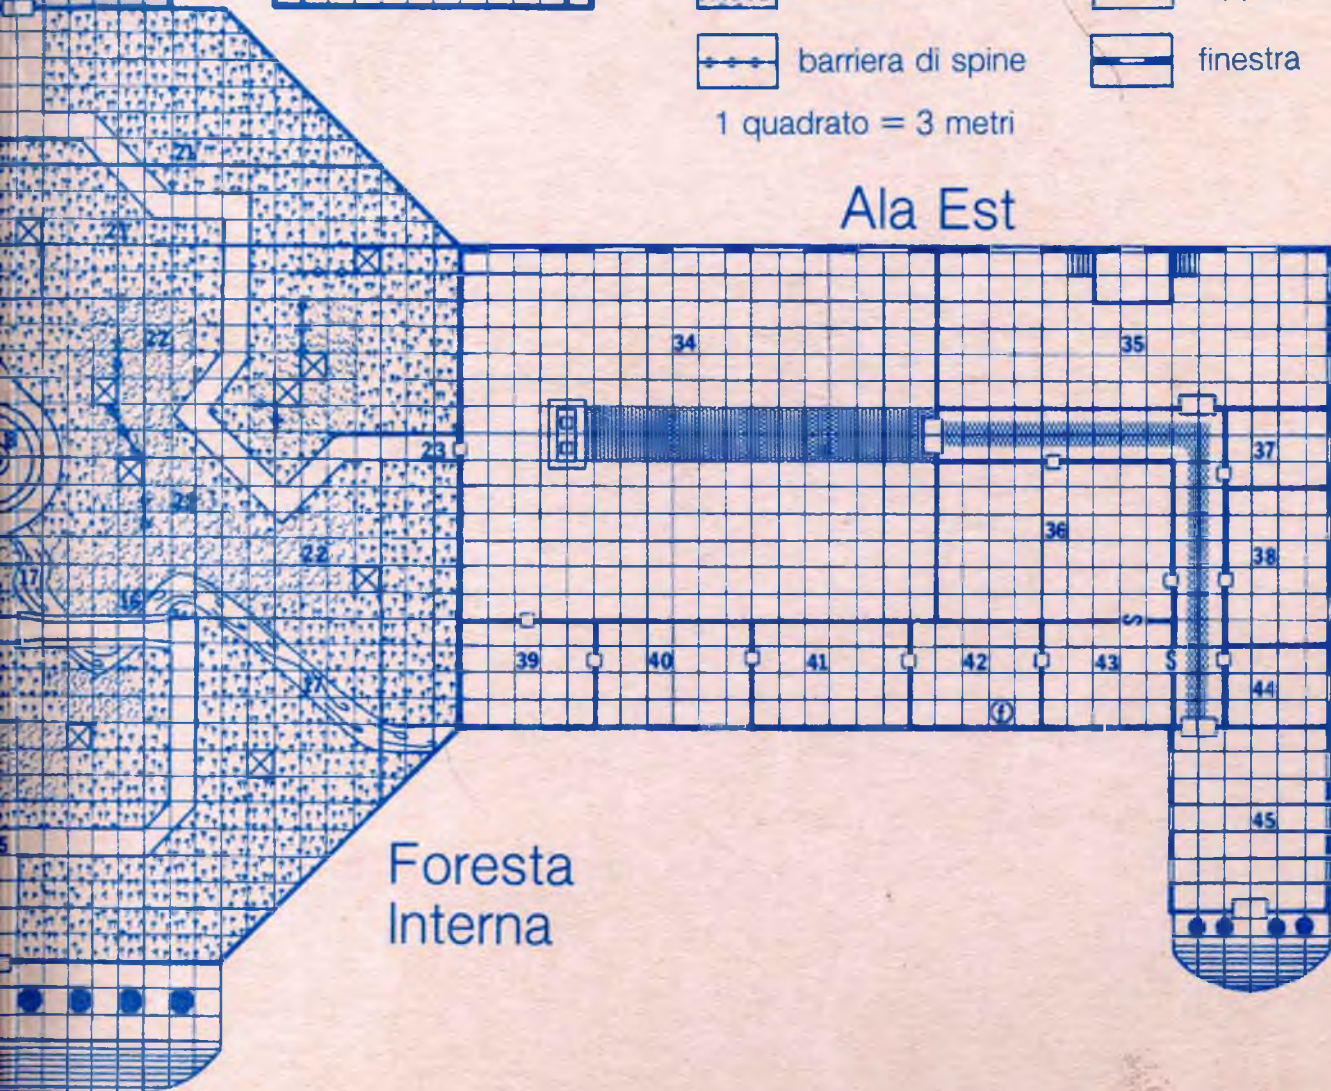 barriera di spine
finestra
1 quadrato = 3 metri
Ala Est
21
21
22
34
35
23
37
36
22
38
17
16
39
40
41
42
43
S
44
17
45
Foresta
Interna